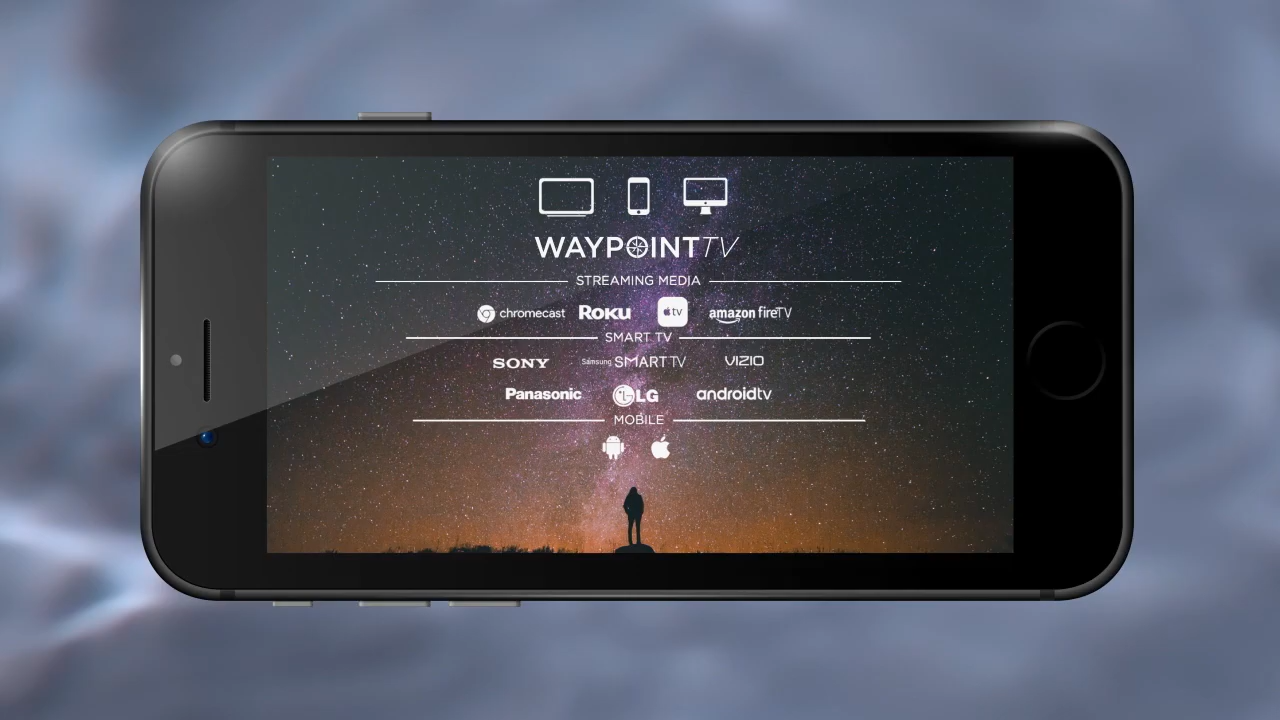 WAYPOINTTV
STREAMING MEDIA
chromecast Roku tv amazon fireTV
SMART TV
SONY Samsung SMART TV VIZIO
Panasonic LG androidtv
MOBILE